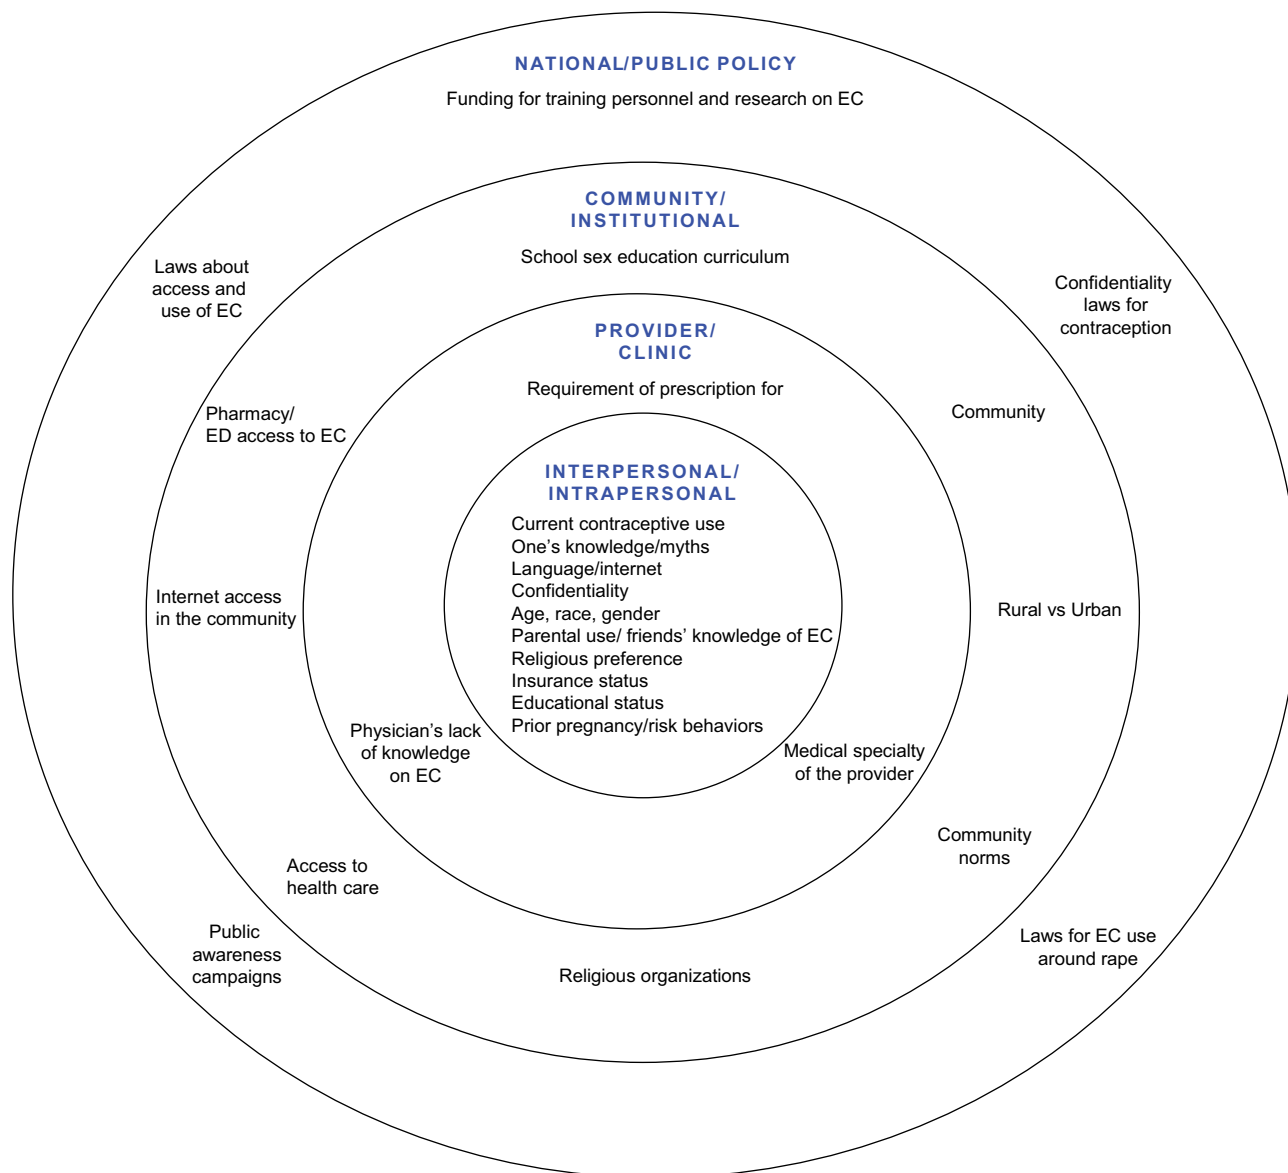 NATIONAL/PUBLIC POLICY
Funding for training personnel and research on EC
COMMUNITY/
INSTITUTIONAL
School sex education curriculum
Laws about
access and
use of EC
Confidentiality
laws for
contraception
PROVIDER/
CLINIC
Requirement of prescription for
Pharmacy/
ED access to EC
Community
INTERPERSONAL/
INTRAPERSONAL
Current contraceptive use
One’s knowledge/myths
Language/internet
Confidentiality
Age, race, gender
Parental use/ friends’ knowledge of EC
Religious preference
Insurance status
Educational status
Prior pregnancy/risk behaviors
Internet access
in the community
Rural vs Urban
Physician’s lack
of knowledge
on EC
Medical specialty
of the provider
Access to
health care
Community
norms
Public
awareness
campaigns
Religious organizations
Laws for EC use
around rape